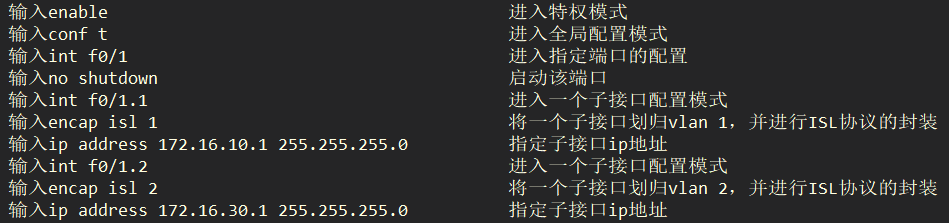 输入enable 进入特权模式
输入conf t 进入全局配置模式
输入int f0/1 进入指定端口的配置
输入no shutdown 启动该端口
输入int f0/1.1 进入一个子接口配置模式
输入encap isl 1 将一个子接口划归vlan 1，并进行ISL协议的封装
输入ip address 172.16.10.1 255.255.255.0 指定子接口ip地址
输入int f0/1.2 进入一个子接口配置模式
输入encap isl 2 将一个子接口划归vlan 2，并进行ISL协议的封装
输入ip address 172.16.30.1 255.255.255.0 指定子接口ip地址